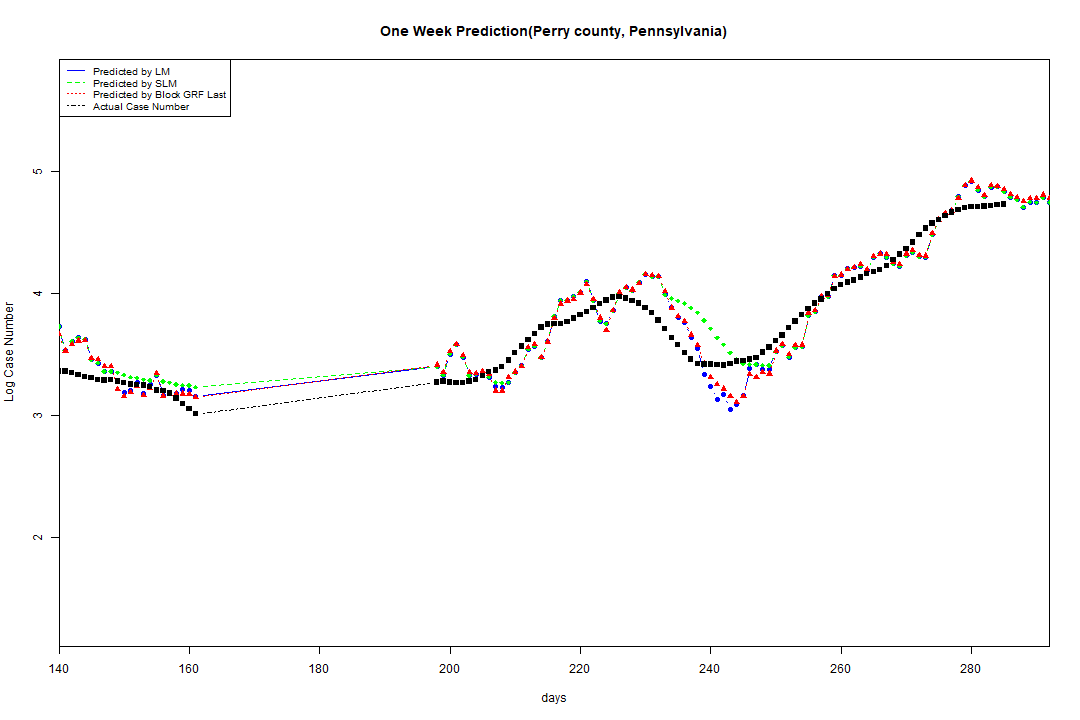 One Week Prediction(Perry county, Pennsylvania)
Predicted by LM
Predicted by SLM
Predicted by Block GRF Last
Actual Case Number
5
4
3
2
Log Case Number
140 160 180 200 220 240 260 280
days